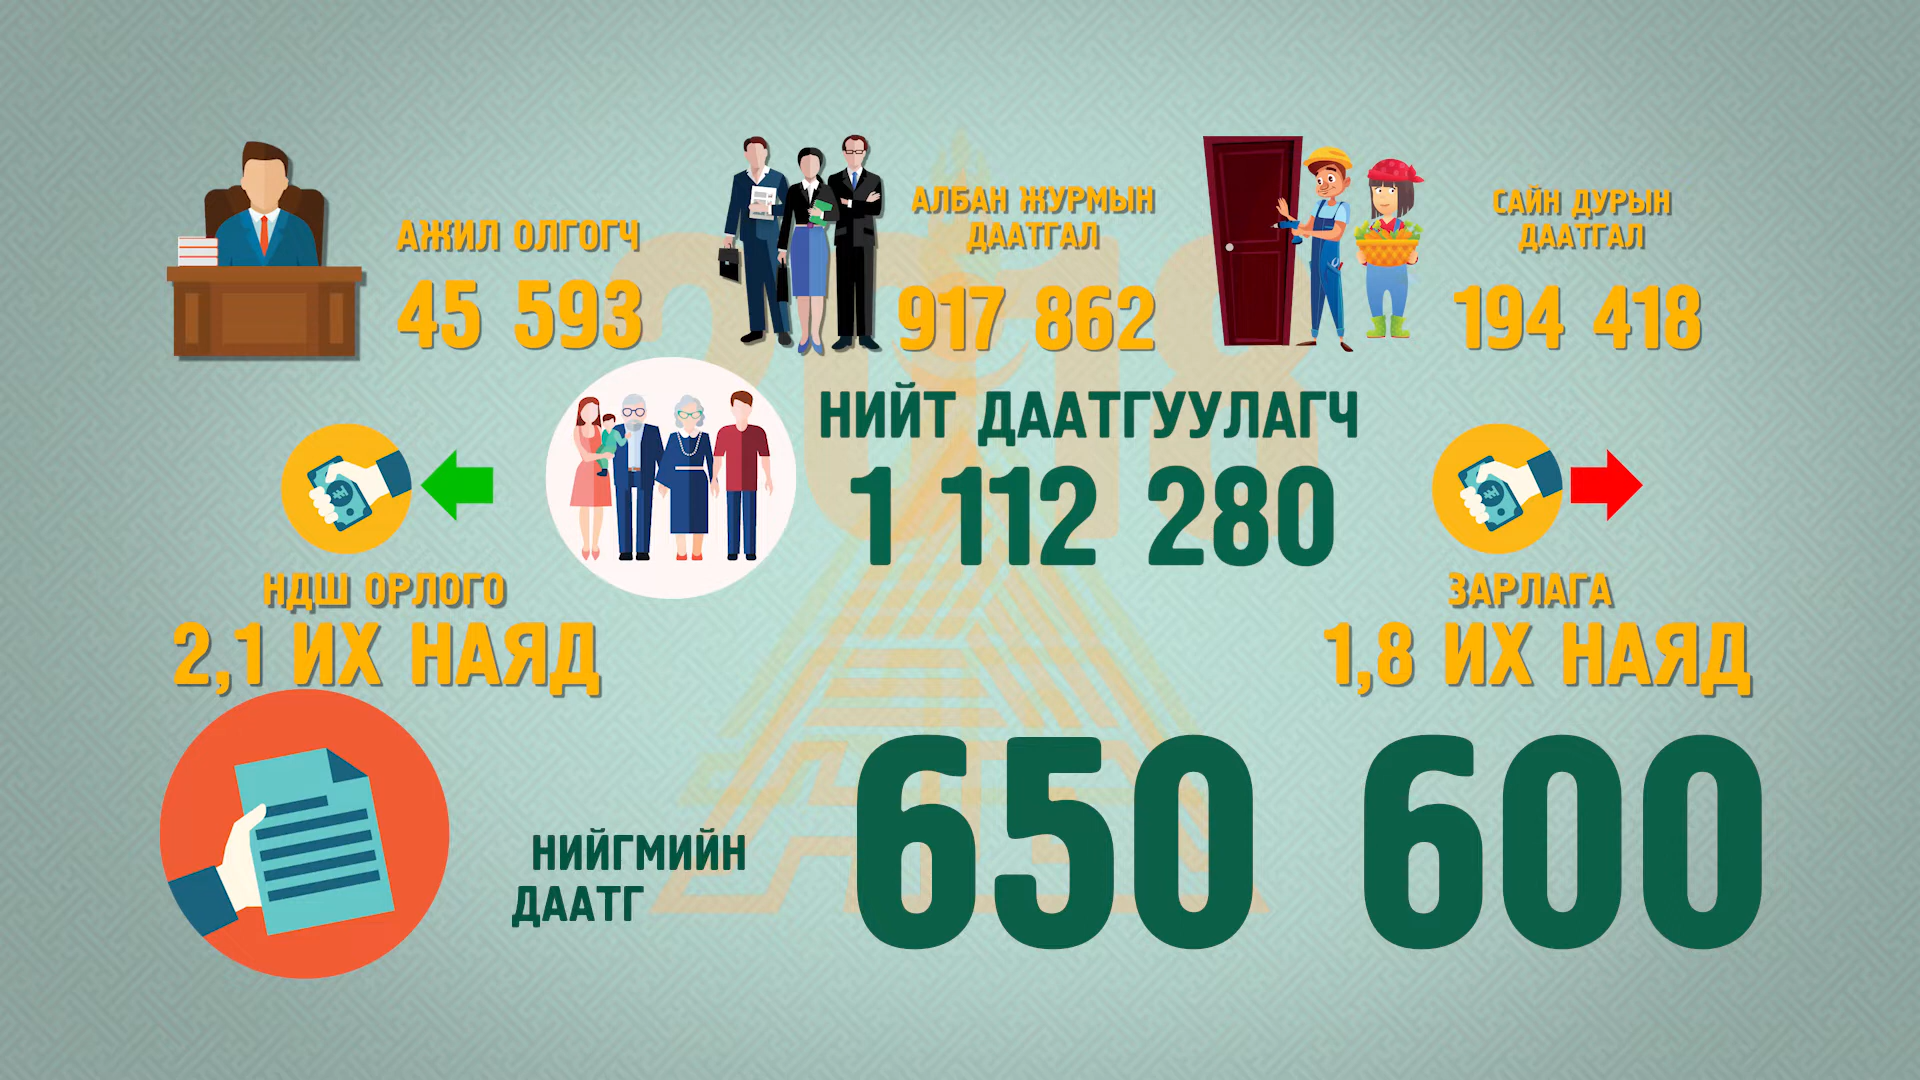 АЖИЛ ОЛГОГЧ
45 593
АЛБАН ЖУРМЫН
ДААТГАЛ
917 862
САЙН ДУРЫН
ДААТГАЛ
194 418
2018
НИЙТ ДААТГУУЛАГЧ
1 112 280
НДШ ОРЛОГО
2,1 ИХ НАЯД
ЗАРЛАГА
1,8 ИХ НАЯД
НИЙГМИЙН
ДААТГ
650 600